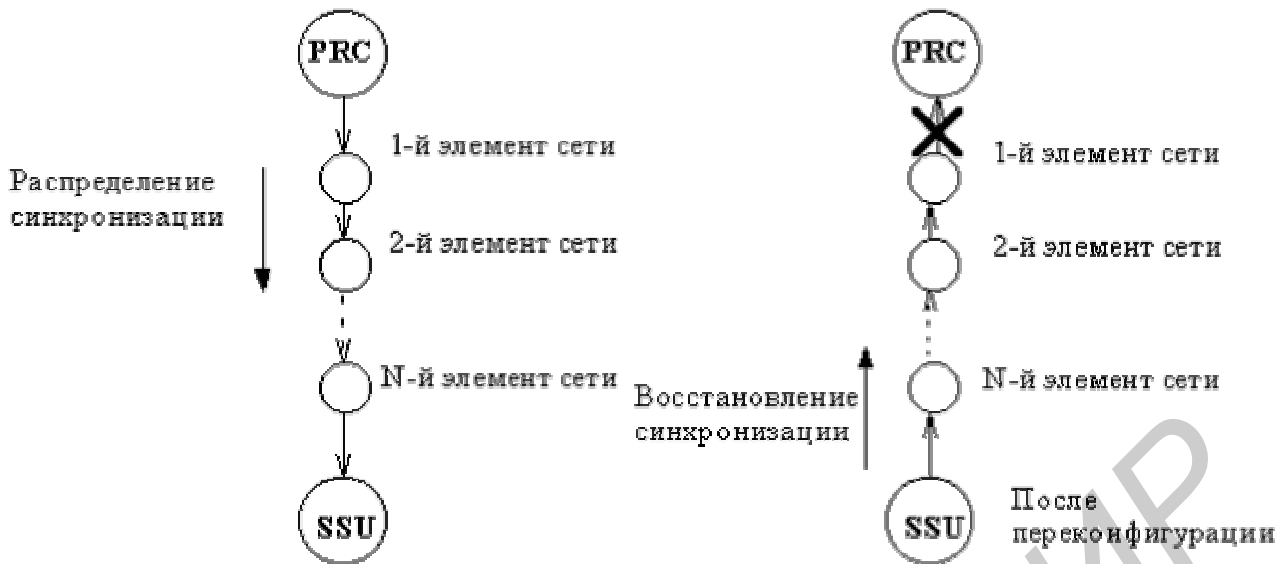 PRC
1-й элемент сети
Распределение
синхронизации
2-й элемент сети
N-й элемент сети
SSU
PRC
1-й элемент сети
2-й элемент сети
N-й элемент сети
Восстановление
синхронизации
SSU
После
переконфигурации